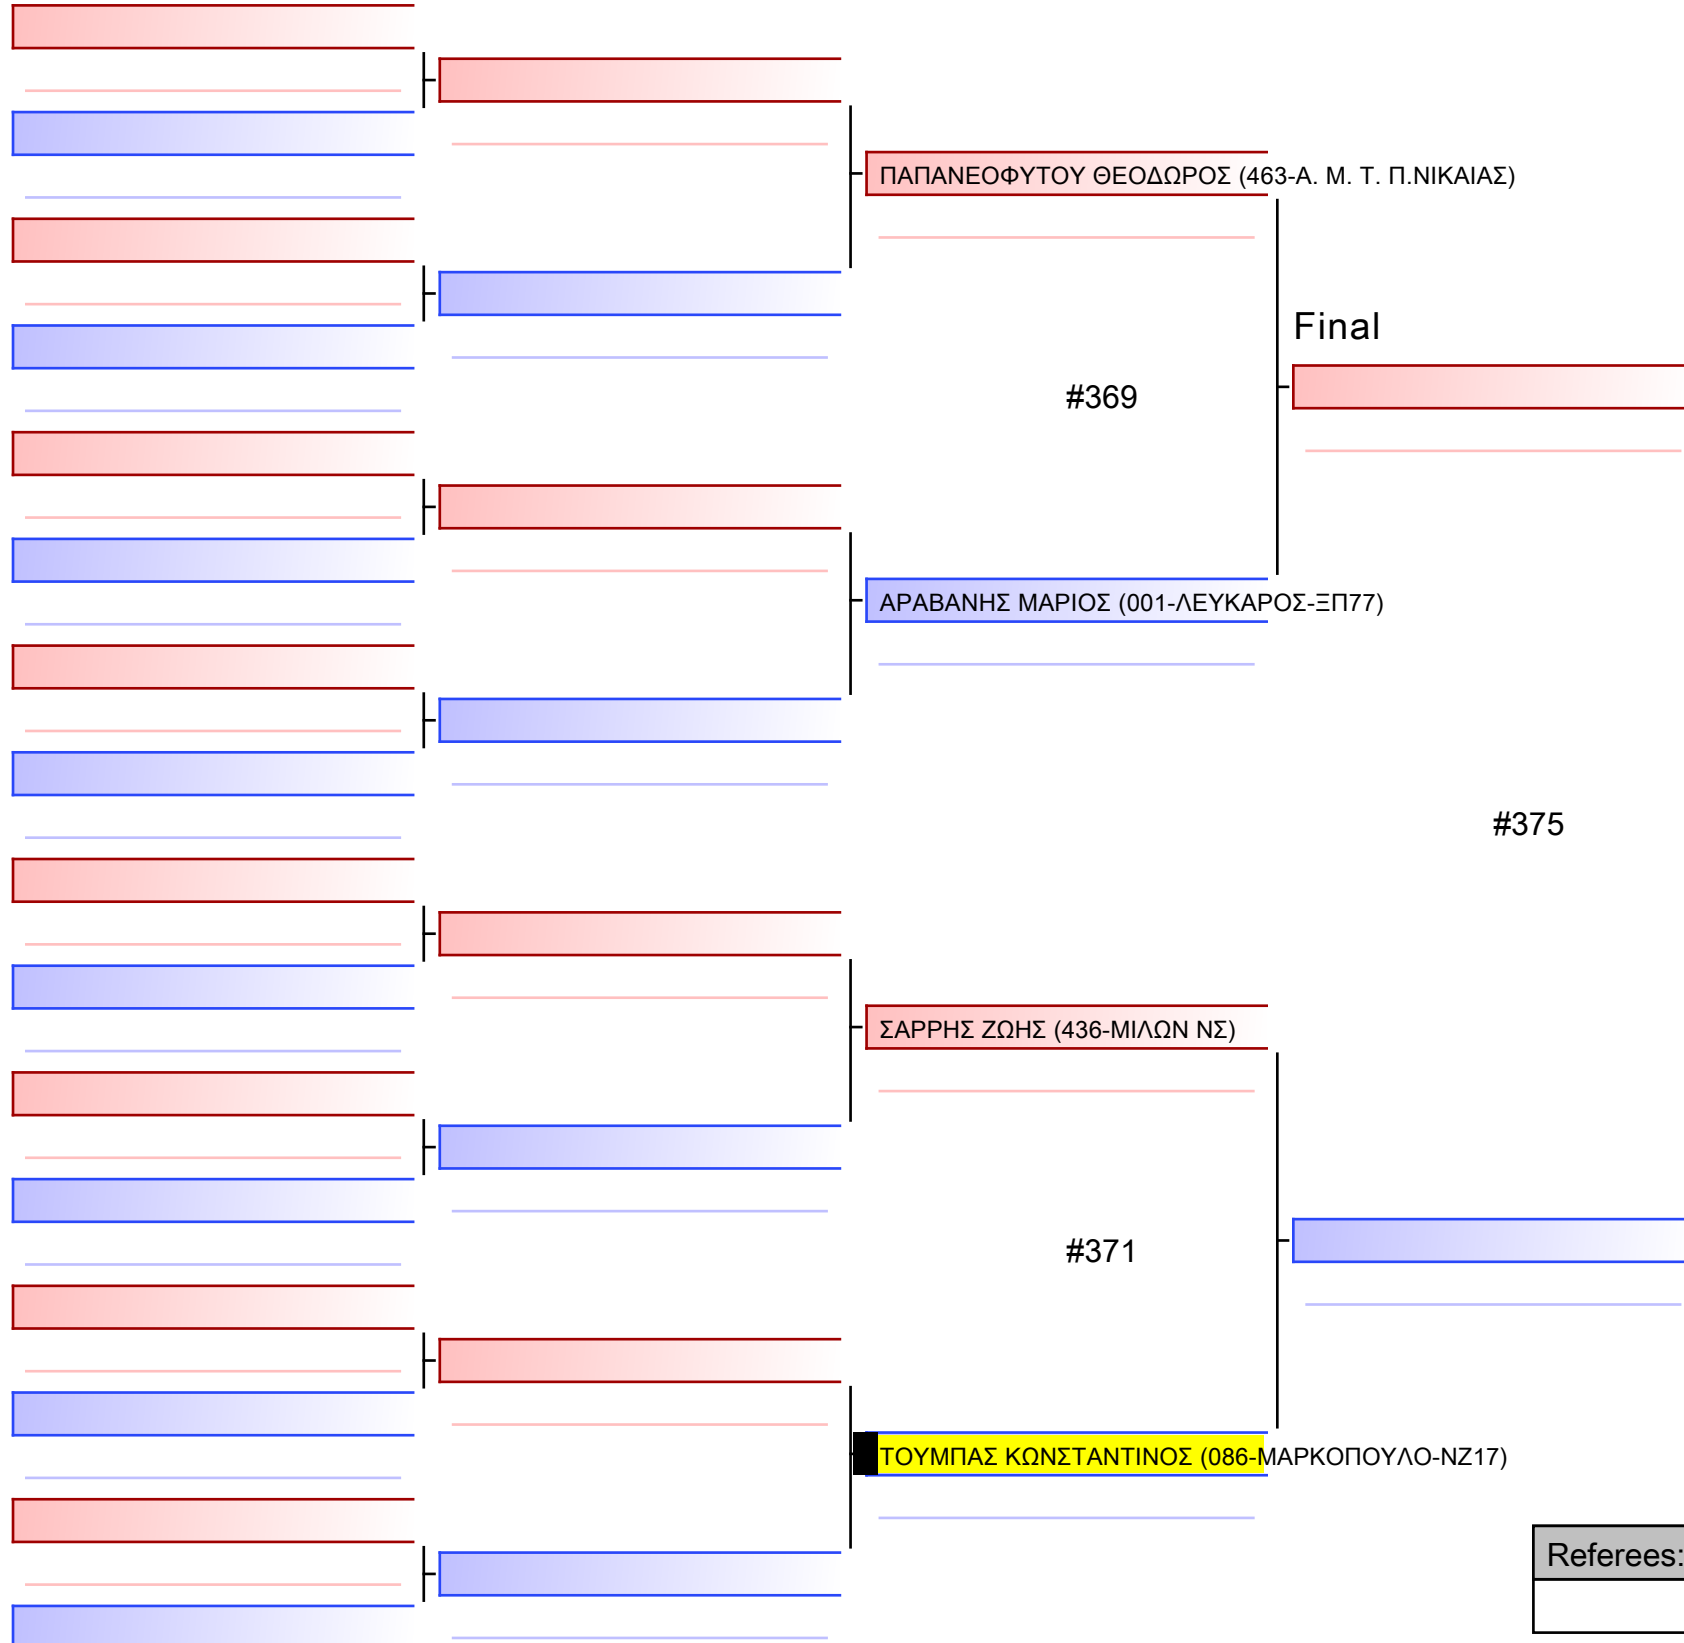 ΠΑΠΑΝΕΟΦΥΤΟΥ ΘΕΟΔΩΡΟΣ (463-Α. Μ. Τ. Π.ΝΙΚΑΙΑΣ)
Final
#369
ΑΡΑΒΑΝΗΣ ΜΑΡΙΟΣ (001-ΛΕΥΚΑΡΟΣ-ΞΠ77)
#375
ΣΑΡΡΗΣ ΖΩΗΣ (436-ΜΙΛΩΝ ΝΣ)
#371
ΤΟΥΜΠΑΣ ΚΩΝΣΤΑΝΤΙΝΟΣ (086-ΜΑΡΚΟΠΟΥΛΟ-ΝΖ17)
Referees: